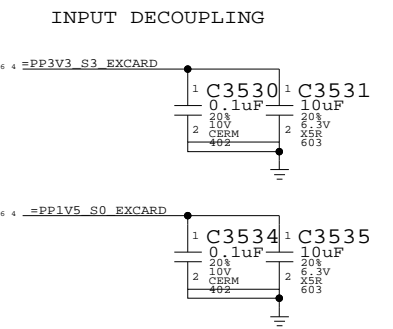 INPUT DECOUPLING
6 4 =PP3V3_S3_EXCARD
1 C3530 1 C3531
0.1uF 10uF
20% 20%
10V 6.3V
2 CERM 2 X5R
402 603
6 4 =PP1V5_S0_EXCARD
1 C3534 1 C3535
0.1uF 10uF
20% 20%
10V 6.3V
2 CERM 2 X5R
402 603